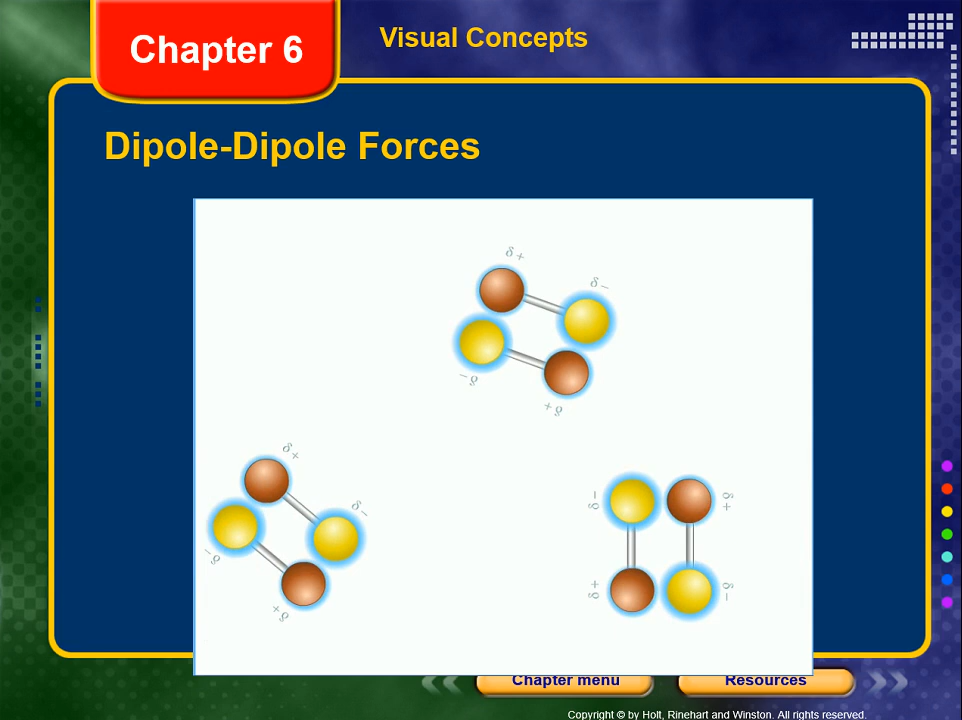 Chapter 6
Visual Concepts
Dipole-Dipole Forces
δ+
δ−
δ−
δ+
δ+
δ−
δ−
δ+
δ−
δ+
δ+
δ−
Chapter menu
Resources
Copyright © by Holt, Rinehart and Winston. All rights reserved.